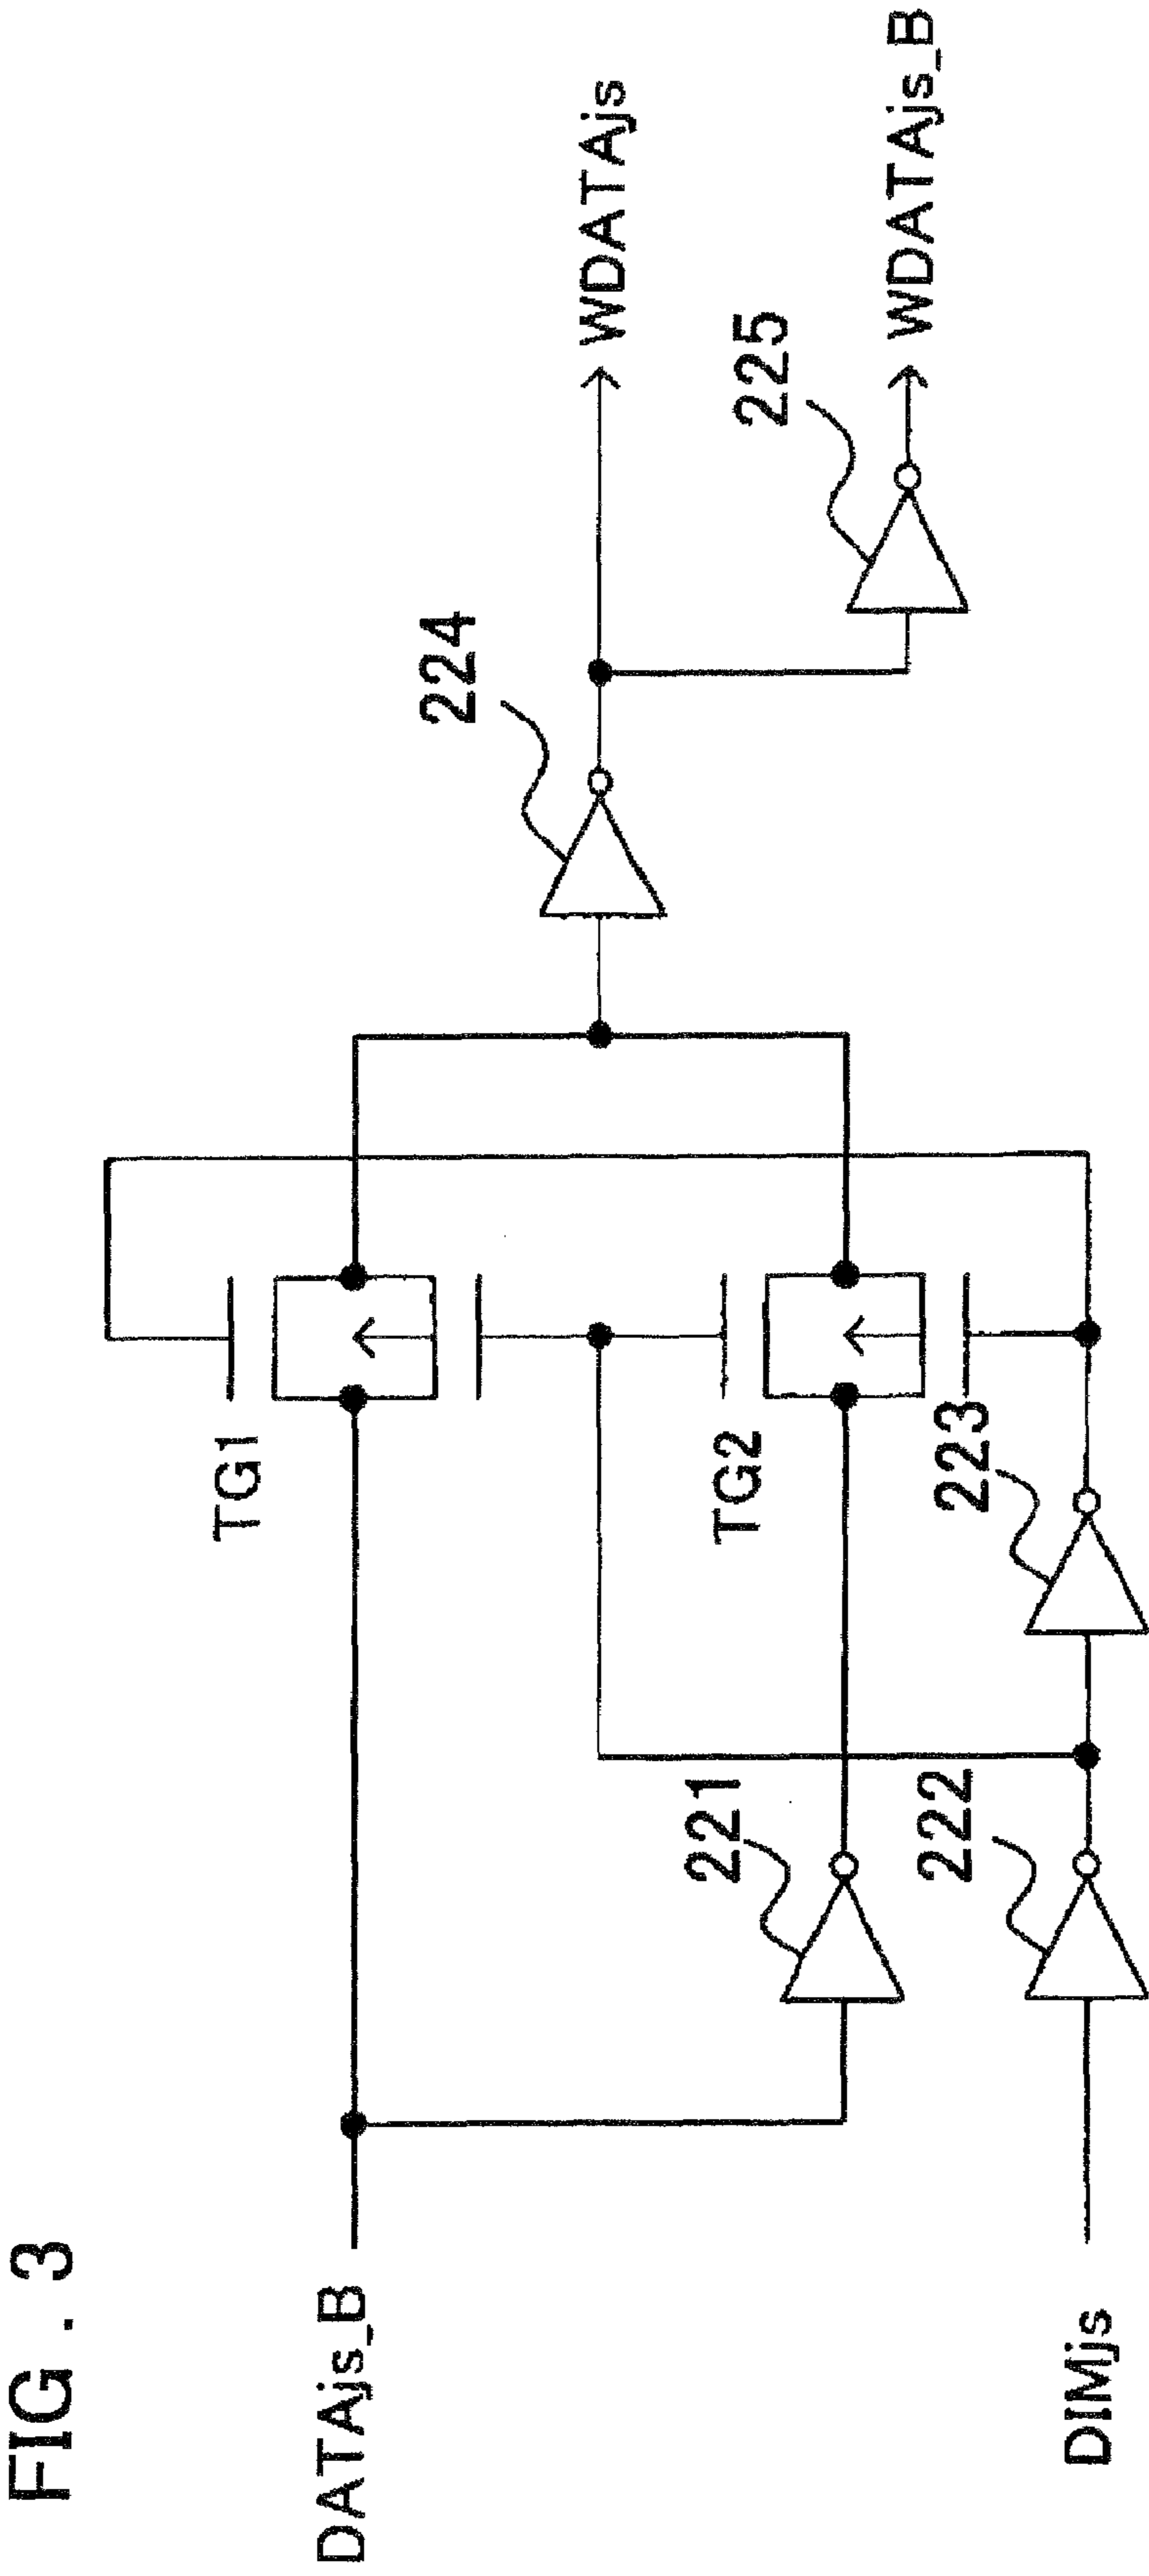 FIG. 3
DATAjs_B
DIMjs
TG1
TG2
221
222
223
224
225
WDATAjs
WDATAjs_B